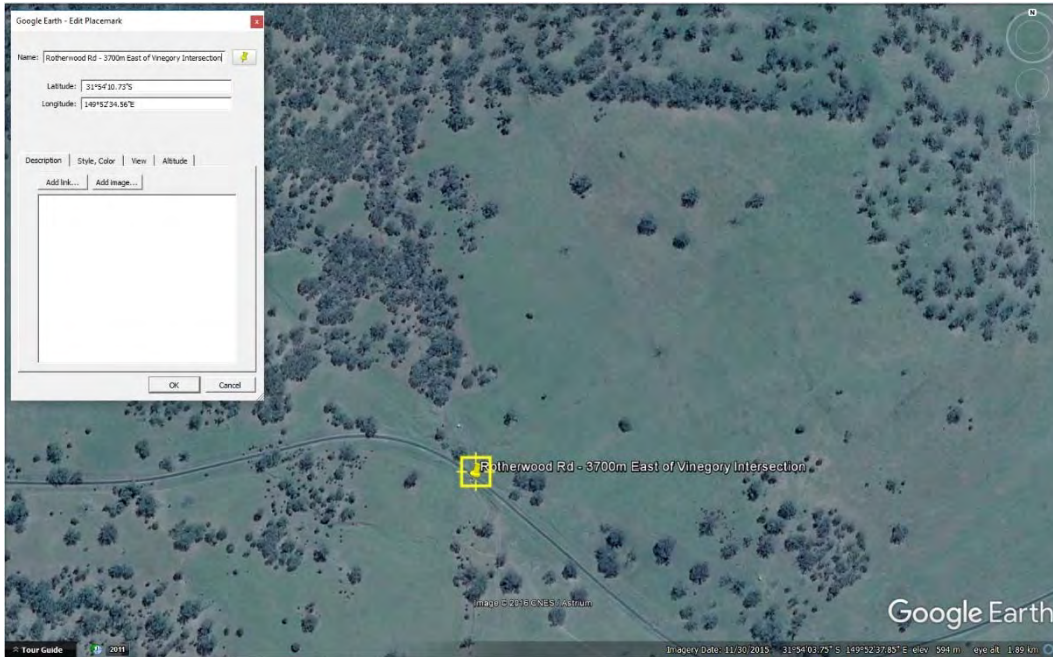 Google Earth - Edit Placemark
x
Name: Rotherwood Rd - 3700m East of Vinegory Intersection
Latitude: 31°54'10.73"S
Longitude: 149°52'34.56"E
Description Style, Color View Altitude
Add link... Add image...
OK Cancel
N
Rotherwood Rd - 3700m East of Vinegory Intersection
Image © 2016 CNES / Astrium
Google Earth
Tour Guide 2011 Imagery Date: 11/30/2015 31°54'03.75" S 149°52'37.85" E elev 594 m eye alt 1.89 km